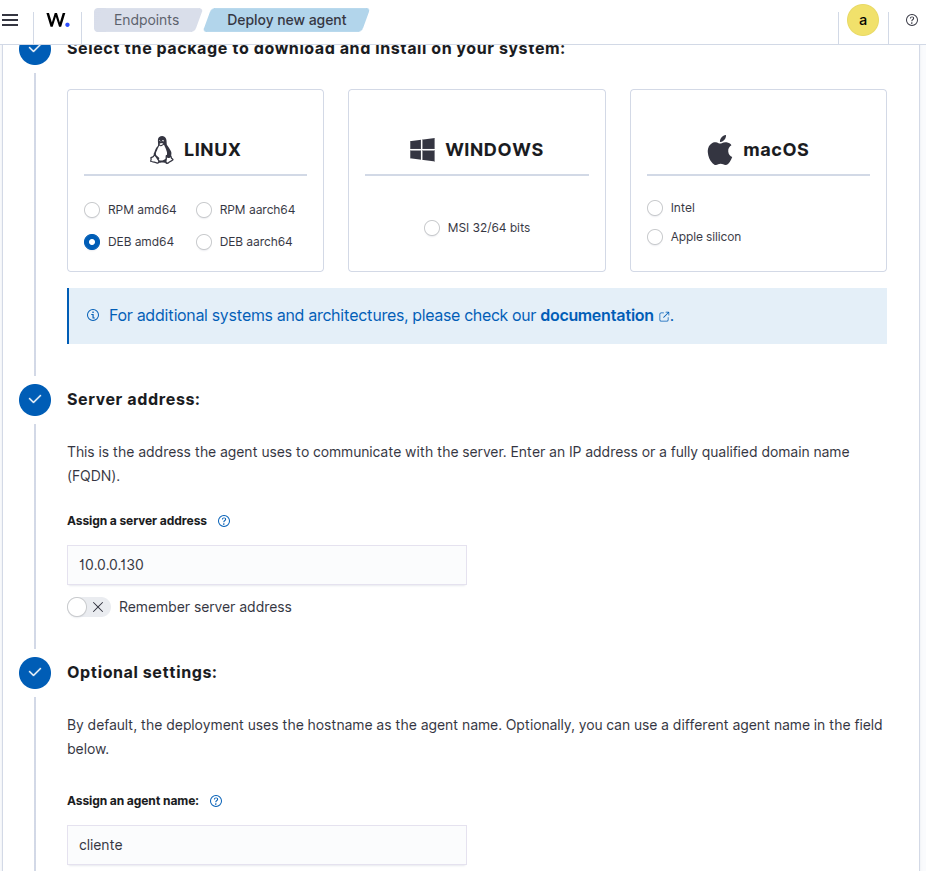 W.
Endpoints
Deploy new agent
a
Select the package to download and install on your system:
LINUX
RPM amd64
RPM aarch64
DEB amd64
DEB aarch64
WINDOWS
MSI 32/64 bits
macOS
Intel
Apple silicon
For additional systems and architectures, please check our documentation .
Server address:
This is the address the agent uses to communicate with the server. Enter an IP address or a fully qualified domain name
(FQDN).
Assign a server address
10.0.0.130
Remember server address
Optional settings:
By default, the deployment uses the hostname as the agent name. Optionally, you can use a different agent name in the field
below.
Assign an agent name:
cliente